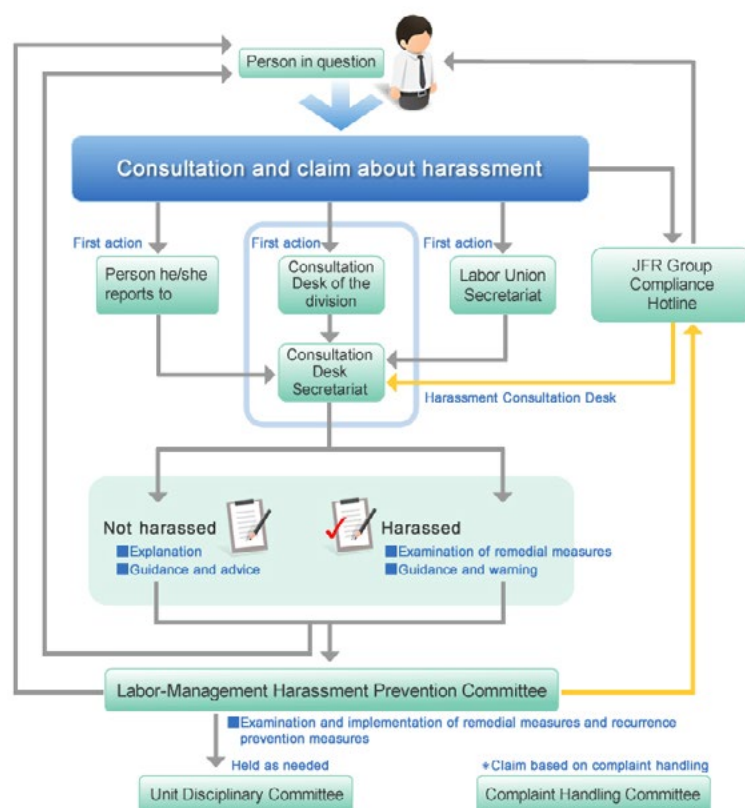 Person in question
Consultation and claim about harassment
First action
First action
First action
Person he/she
reports to
Consultation
Desk of the
division
Labor Union
Secretariat
JFR Group
Compliance
Hotline
Consultation
Desk
Secretariat
Harassment Consultation Desk
Not harassed
■Explanation
■Guidance and advice
Harassed
■Examination of remedial measures
■Guidance and warning
Labor-Management Harassment Prevention Committee
■Examination and implementation of remedial measures and recurrence
prevention measures
Held as needed
Unit Disciplinary Committee
*Claim based on complaint handling
Complaint Handling Committee